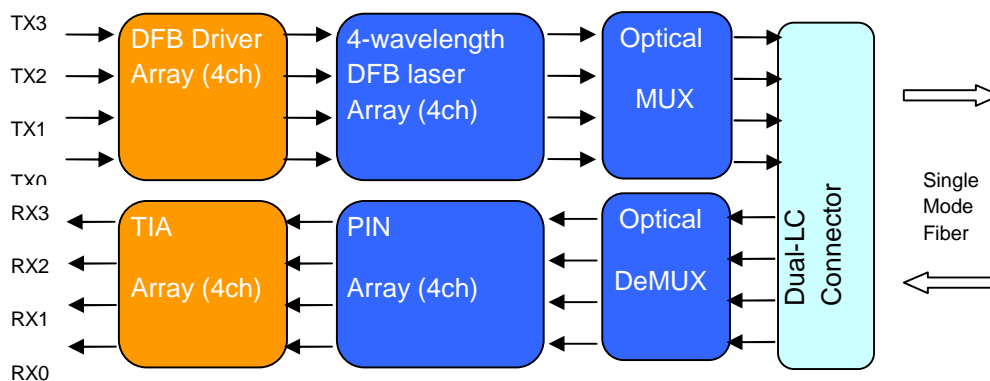 TX3
TX2
TX1
TX0
DFB Driver
Array (4ch)
4-wavelength
DFB laser
Array (4ch)
Optical
MUX
RX3
RX2
RX1
RX0
TIA
Array (4ch)
PIN
Array (4ch)
Optical
DeMUX
Dual-LC
Connector
Single
Mode
Fiber